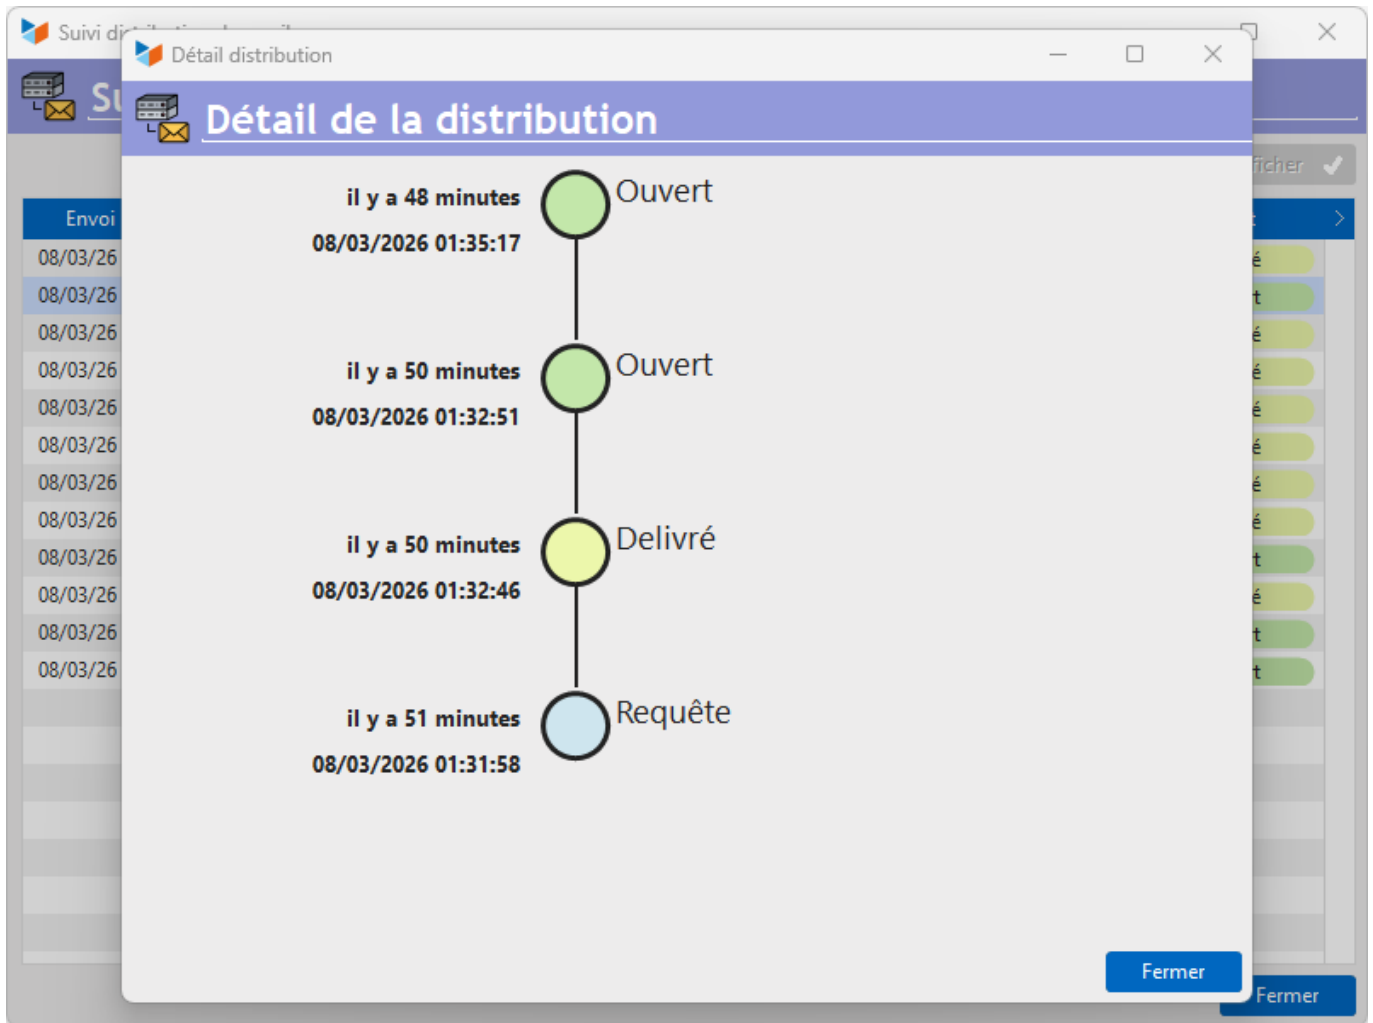 Suivi
Détail distribution
Détail de la distribution
il y a 48 minutes
Ouvert
08/03/2026 01:35:17
il y a 50 minutes
Ouvert
08/03/2026 01:32:51
il y a 50 minutes
Delivré
08/03/2026 01:32:46
il y a 51 minutes
Requête
08/03/2026 01:31:58
Fermer
Envoi
08/03/26
08/03/26
08/03/26
08/03/26
08/03/26
08/03/26
08/03/26
08/03/26
08/03/26
08/03/26
08/03/26
08/03/26
Fermer